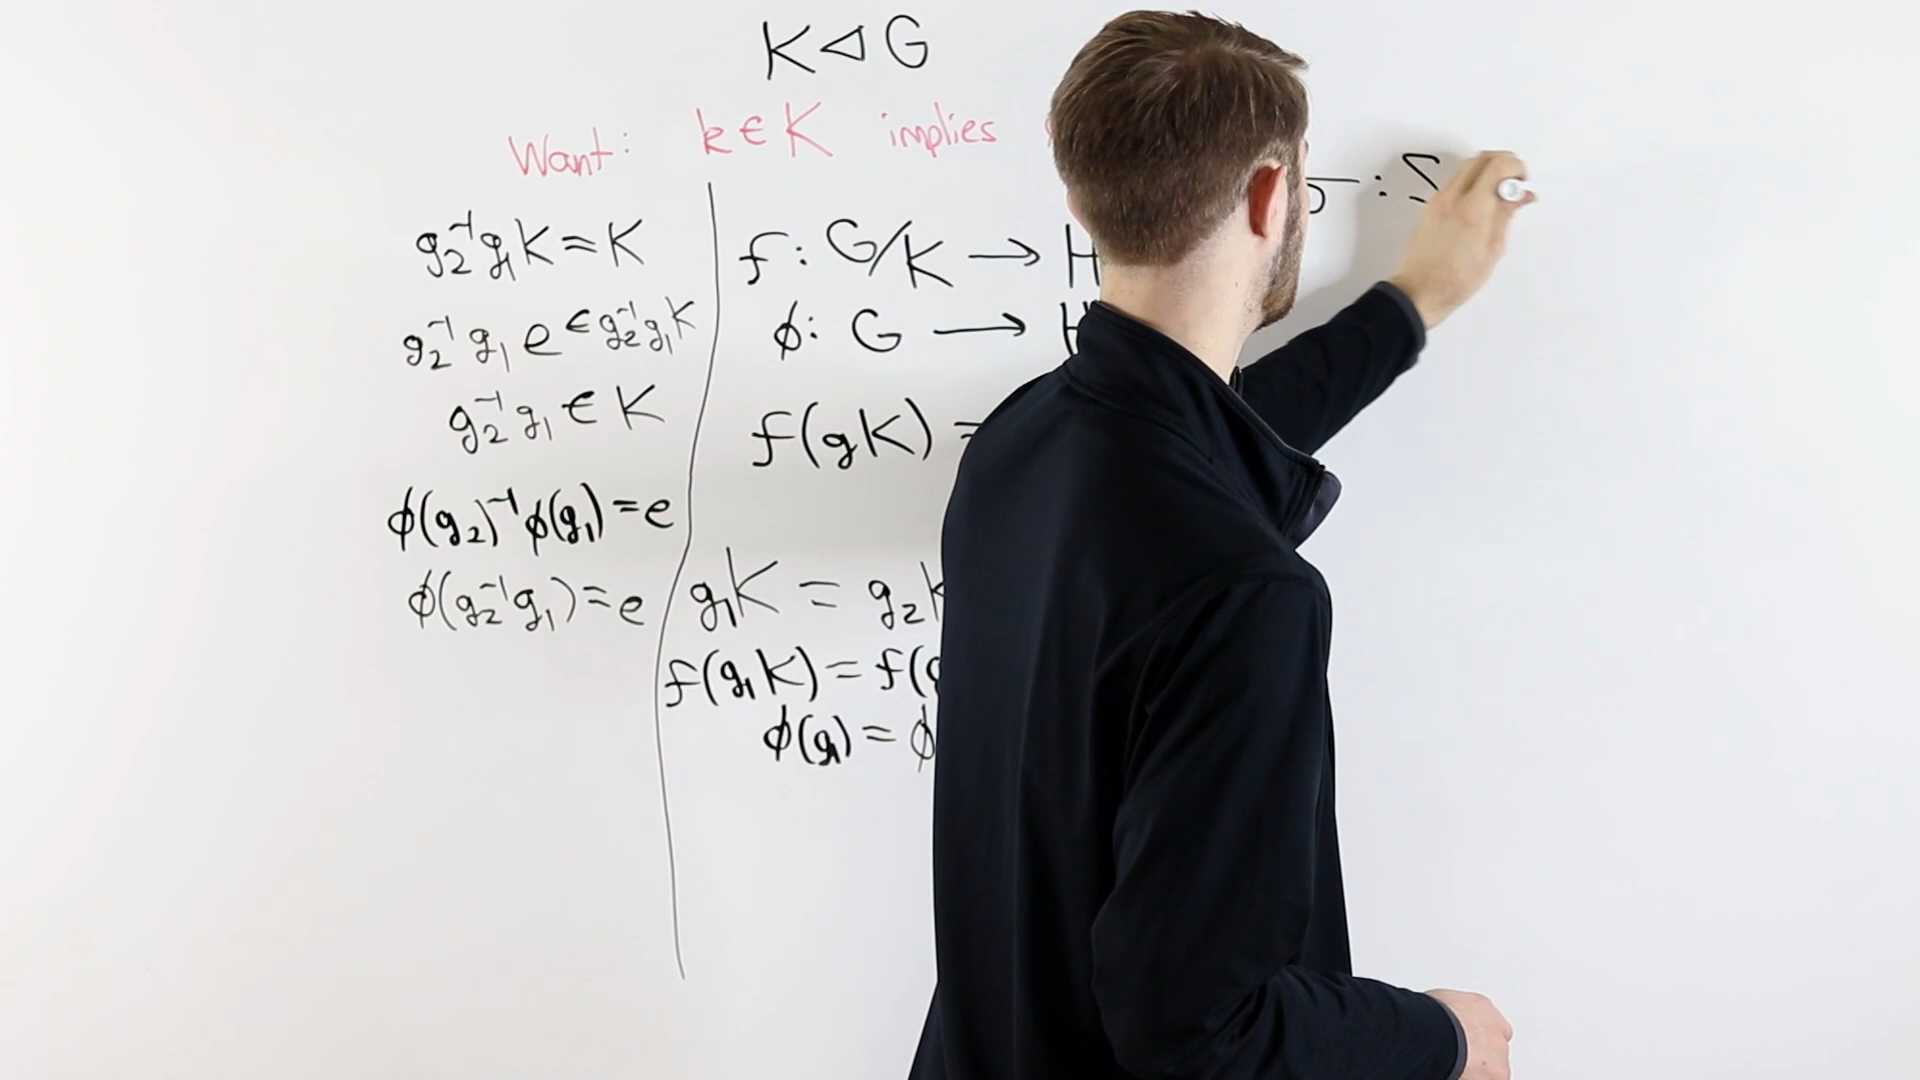 K ⊲ G
Want: k ∈ K implies
g₂⁻¹g₁K = K
g₂⁻¹g₁e ∈ g₂⁻¹g₁K
g₂⁻¹g₁ ∈ K
ϕ(g₂)⁻¹ϕ(g₁) = e
ϕ(g₂⁻¹g₁) = e
f: G/K → H
ϕ: G → H
f(gK) =
g₁K = g₂K
f(g₁K) = f(
ϕ(g₁) = ϕ
: S